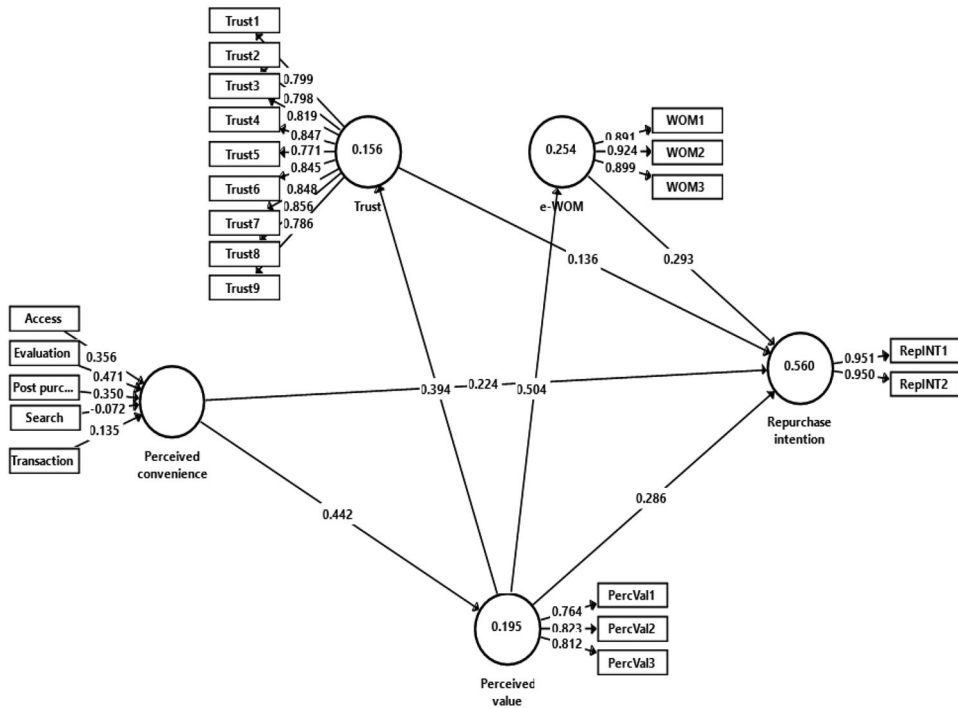 Trust1
Trust2
Trust3
Trust4
Trust5
Trust6
Trust7
Trust8
Trust9
0.799
0.798
0.819
0.847
0.771
0.845
0.848
0.856
0.786
0.156
Trust
0.254
e-WOM
0.891
0.924
0.899
WOM1
WOM2
WOM3
0.136
0.293
Access
Evaluation
Post purc...
Search
Transaction
0.356
0.471
0.350
-0.072
0.135
Perceived
convenience
0.224
0.394
0.504
0.560
Repurchase
intention
0.951
0.950
RepINT1
RepINT2
0.442
0.286
0.195
Perceived
value
0.764
0.823
0.812
PercVal1
PercVal2
PercVal3